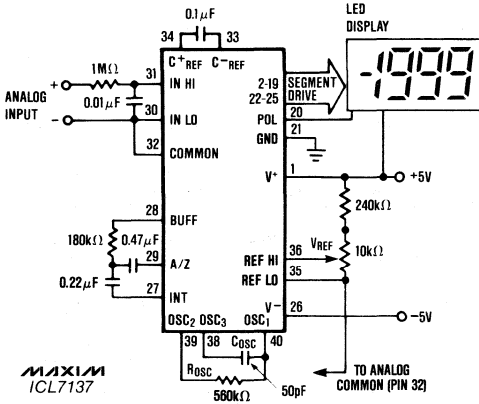 LED
DISPLAY
0.1μF
34 33
C+REF C-REF
-1999
1MΩ
31
IN HI
2-19 SEGMENT
22-25 DRIVE
+
ANALOG
INPUT
0.01μF
30
-
IN LO
POL
20
GND
21
32
COMMON
V+
1
+5V
240kΩ
28
BUFF
180kΩ
0.47μF
29
A/Z
VREF
36
REF HI
10kΩ
35
REF LO
0.22μF
27
INT
V-
26
-5V
OSC2 OSC3 OSC1
39 38 40
COSC
ROSC
560kΩ
50pF
TO ANALOG
COMMON (PIN 32)
MAXIM
ICL7137